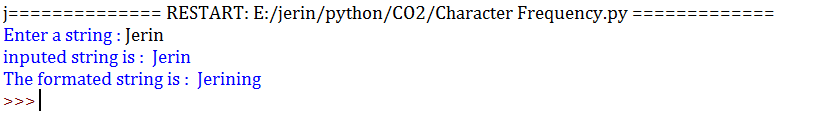 j============== RESTART: E:/jerin/python/CO2/Character Frequency.py =============
Enter a string : Jerin
inputed string is :  Jerin
The formated string is :  Jerining
>>>